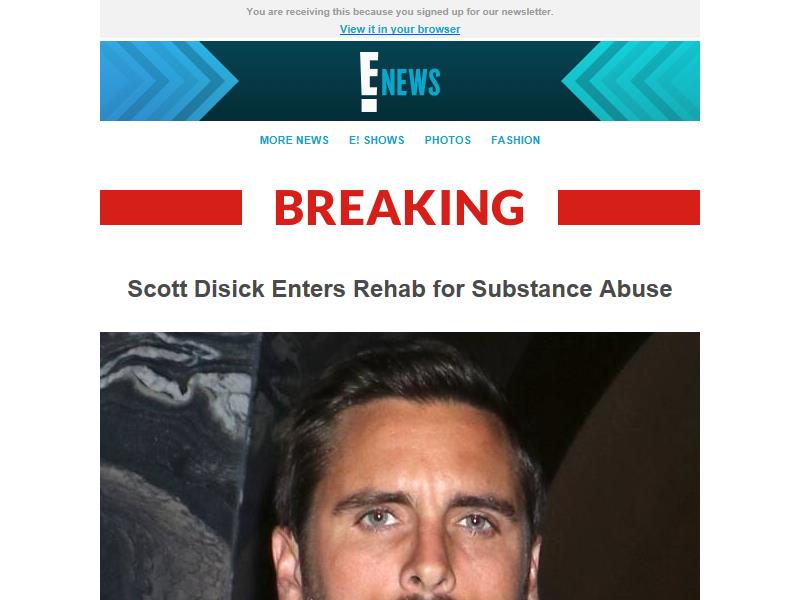 You are receiving this because you signed up for our newsletter.
View it in your browser
E! NEWS
MORE NEWS E! SHOWS PHOTOS FASHION
BREAKING
Scott Disick Enters Rehab for Substance Abuse